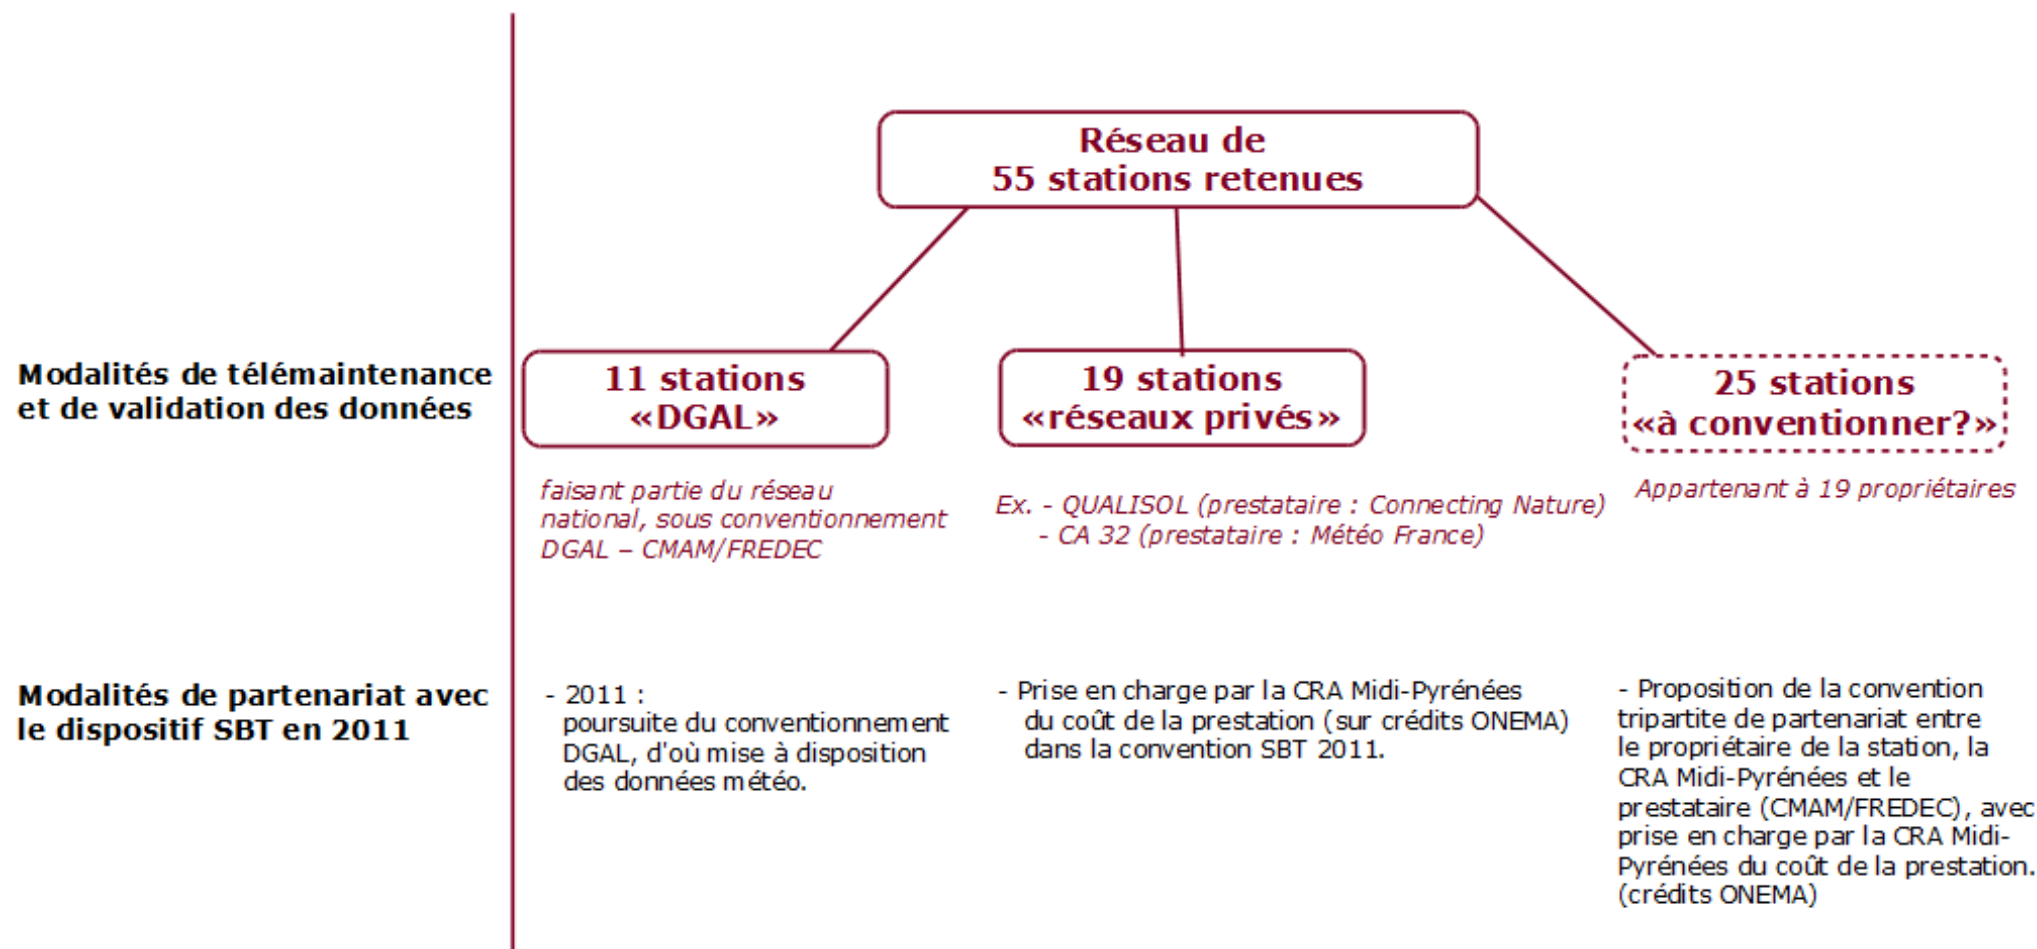 Réseau de
55 stations retenues
Modalités de télémaintenance
et de validation des données
11 stations
«DGAL»
faisant partie du réseau
national, sous conventionnement
DGAL – CMAM/FREDEC
19 stations
«réseaux privés»
Ex. - QUALISOL (prestataire : Connecting Nature)
- CA 32 (prestataire : Météo France)
25 stations
«à conventionner?»
Appartenant à 19 propriétaires
Modalités de partenariat avec
le dispositif SBT en 2011
- 2011 :
poursuite du conventionnement
DGAL, d'où mise à disposition
des données météo.
- Prise en charge par la CRA Midi-Pyrénées
du coût de la prestation (sur crédits ONEMA)
dans la convention SBT 2011.
- Proposition de la convention
tripartite de partenariat entre
le propriétaire de la station, la
CRA Midi-Pyrénées et le
prestataire (CMAM/FREDEC), avec
prise en charge par la CRA Midi-
Pyrénées du coût de la prestation.
(crédits ONEMA)